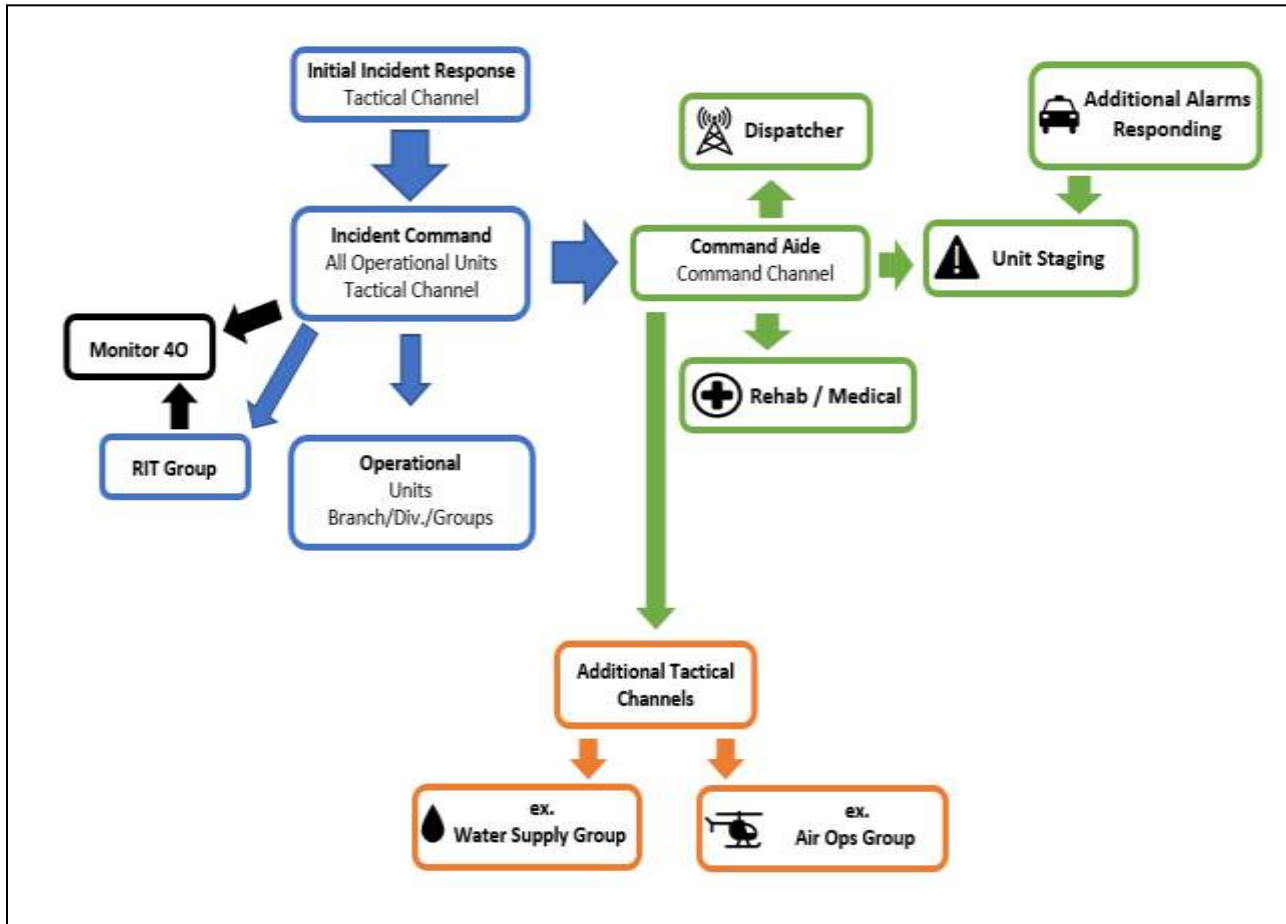 Initial Incident Response
Tactical Channel
Dispatcher
Additional Alarms
Responding
Incident Command
All Operational Units
Tactical Channel
Command Aide
Command Channel
Unit Staging
Monitor 4O
Rehab / Medical
RIT Group
Operational
Units
Branch/Div./Groups
Additional Tactical
Channels
ex.
Water Supply Group
ex.
Air Ops Group